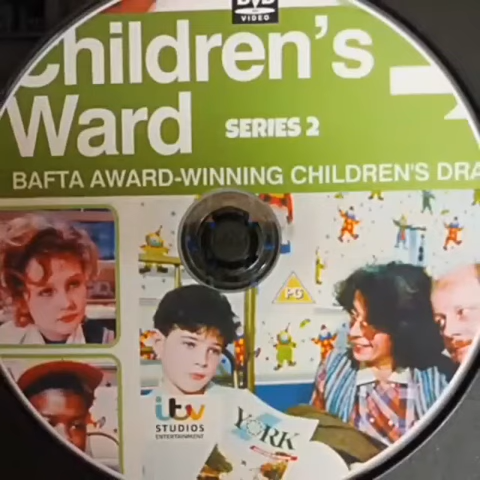 DVD
VIDEO
Children's
Ward
SERIES 2
BAFTA AWARD-WINNING CHILDREN'S DRA
PG
itv
STUDIOS
ENTERTAINMENT
YORK